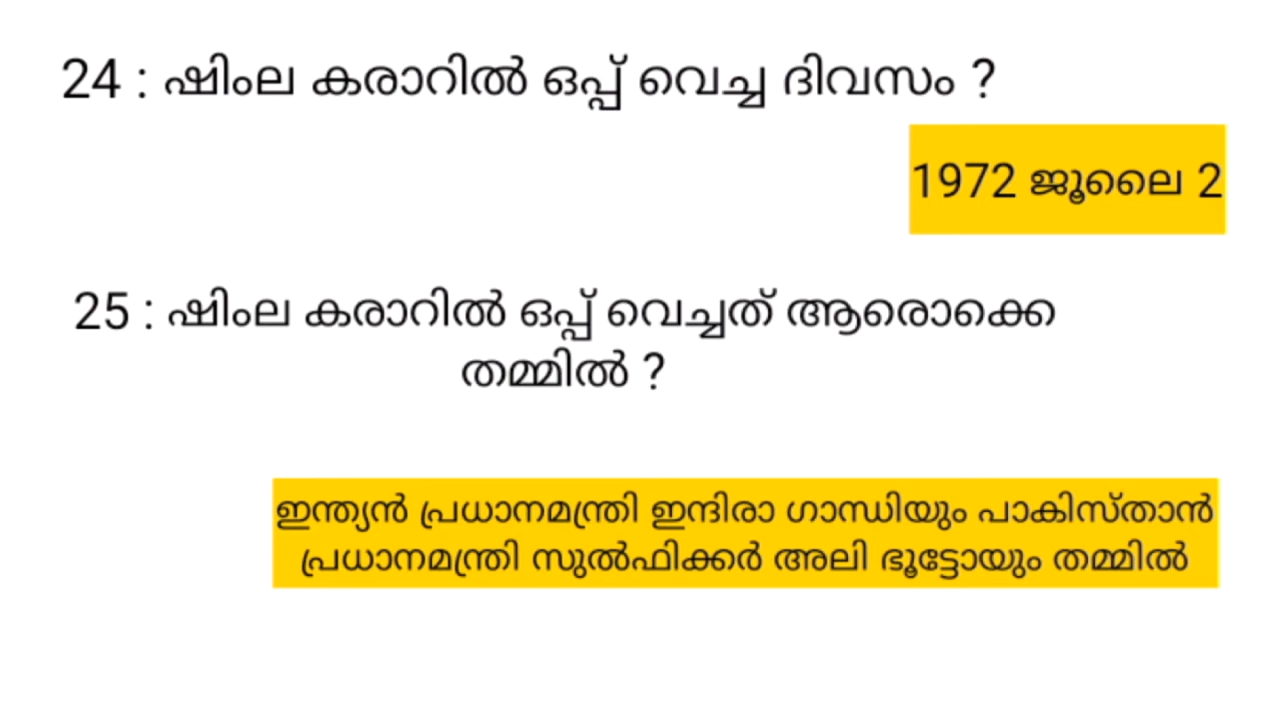 24 : ഷിംല കരാറിൽ ഒപ്പ് വെച്ച ദിവസം ?
1972 ജൂലൈ 2
25 : ഷിംല കരാറിൽ ഒപ്പ് വെച്ചത് ആരൊക്കെ
തമ്മിൽ ?
ഇന്ത്യൻ പ്രധാനമന്ത്രി ഇന്ദിരാ ഗാന്ധിയും പാകിസ്താൻ
പ്രധാനമന്ത്രി സുൽഫിക്കർ അലി ഭൂട്ടോയും തമ്മിൽ